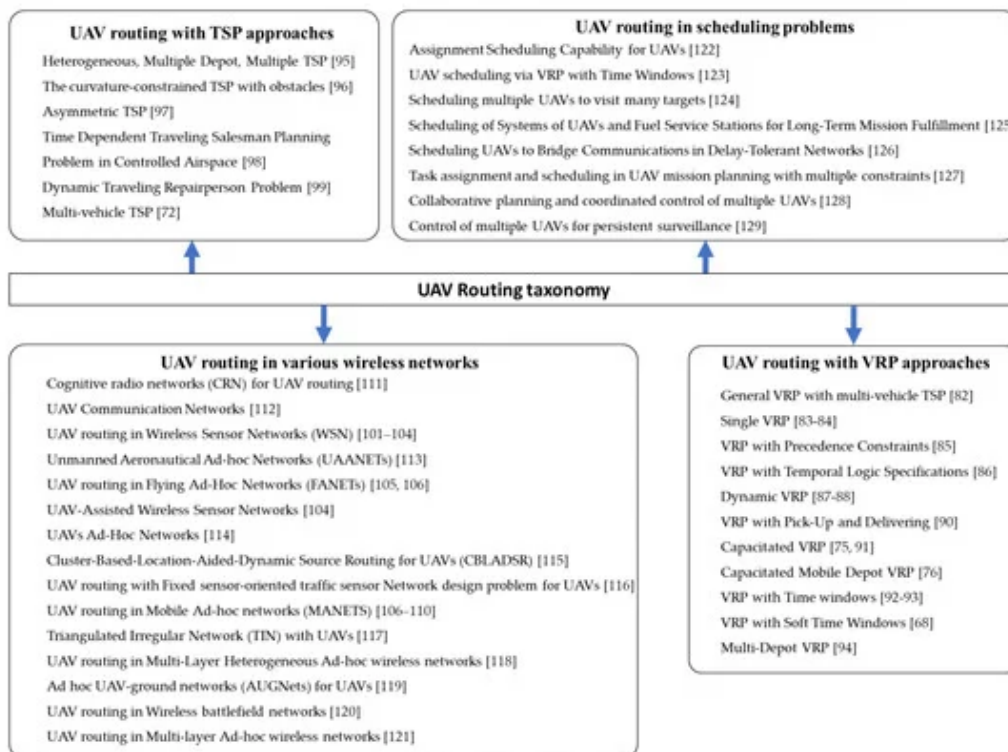 UAV routing with TSP approaches
Heterogeneous, Multiple Depot, Multiple TSP [95]
The curvature-constrained TSP with obstacles [96]
Asymmetric TSP [97]
Time Dependent Traveling Salesman Planning
Problem in Controlled Airspace [98]
Dynamic Traveling Repairperson Problem [99]
Multi-vehicle TSP [72]
UAV routing in scheduling problems
Assignment Scheduling Capability for UAVs [122]
UAV scheduling via VRP with Time Windows [123]
Scheduling multiple UAVs to visit many targets [124]
Scheduling of Systems of UAVs and Fuel Service Stations for Long-Term Mission Fulfillment [125
Scheduling UAVs to Bridge Communications in Delay-Tolerant Networks [126]
Task assignment and scheduling in UAV mission planning with multiple constraints [127]
Collaborative planning and coordinated control of multiple UAVs [128]
Control of multiple UAVs for persistent surveillance [129]
UAV Routing taxonomy
UAV routing in various wireless networks
Cognitive radio networks (CRN) for UAV routing [111]
UAV Communication Networks [112]
UAV routing in Wireless Sensor Networks (WSN) [101–104]
Unmanned Aeronautical Ad-hoc Networks (UAANETs) [113]
UAV routing in Flying Ad-Hoc Networks (FANETs) [105, 106]
UAV-Assisted Wireless Sensor Networks [104]
UAVs Ad-Hoc Networks [114]
Cluster-Based-Location-Aided-Dynamic Source Routing for UAVs (CBLADSR) [115]
UAV routing with Fixed sensor-oriented traffic sensor Network design problem for UAVs [116]
UAV routing in Mobile Ad-hoc networks (MANETS) [106–110]
Triangulated Irregular Network (TIN) with UAVs [117]
UAV routing in Multi-Layer Heterogeneous Ad-hoc wireless networks [118]
Ad hoc UAV-ground networks (AUGNets) for UAVs [119]
UAV routing in Wireless battlefield networks [120]
UAV routing in Multi-layer Ad-hoc wireless networks [121]
UAV routing with VRP approaches
General VRP with multi-vehicle TSP [82]
Single VRP [83-84]
VRP with Precedence Constraints [85]
VRP with Temporal Logic Specifications [86]
Dynamic VRP [87-88]
VRP with Pick-Up and Delivering [90]
Capacitated VRP [75, 91]
Capacitated Mobile Depot VRP [76]
VRP with Time windows [92-93]
VRP with Soft Time Windows [68]
Multi-Depot VRP [94]